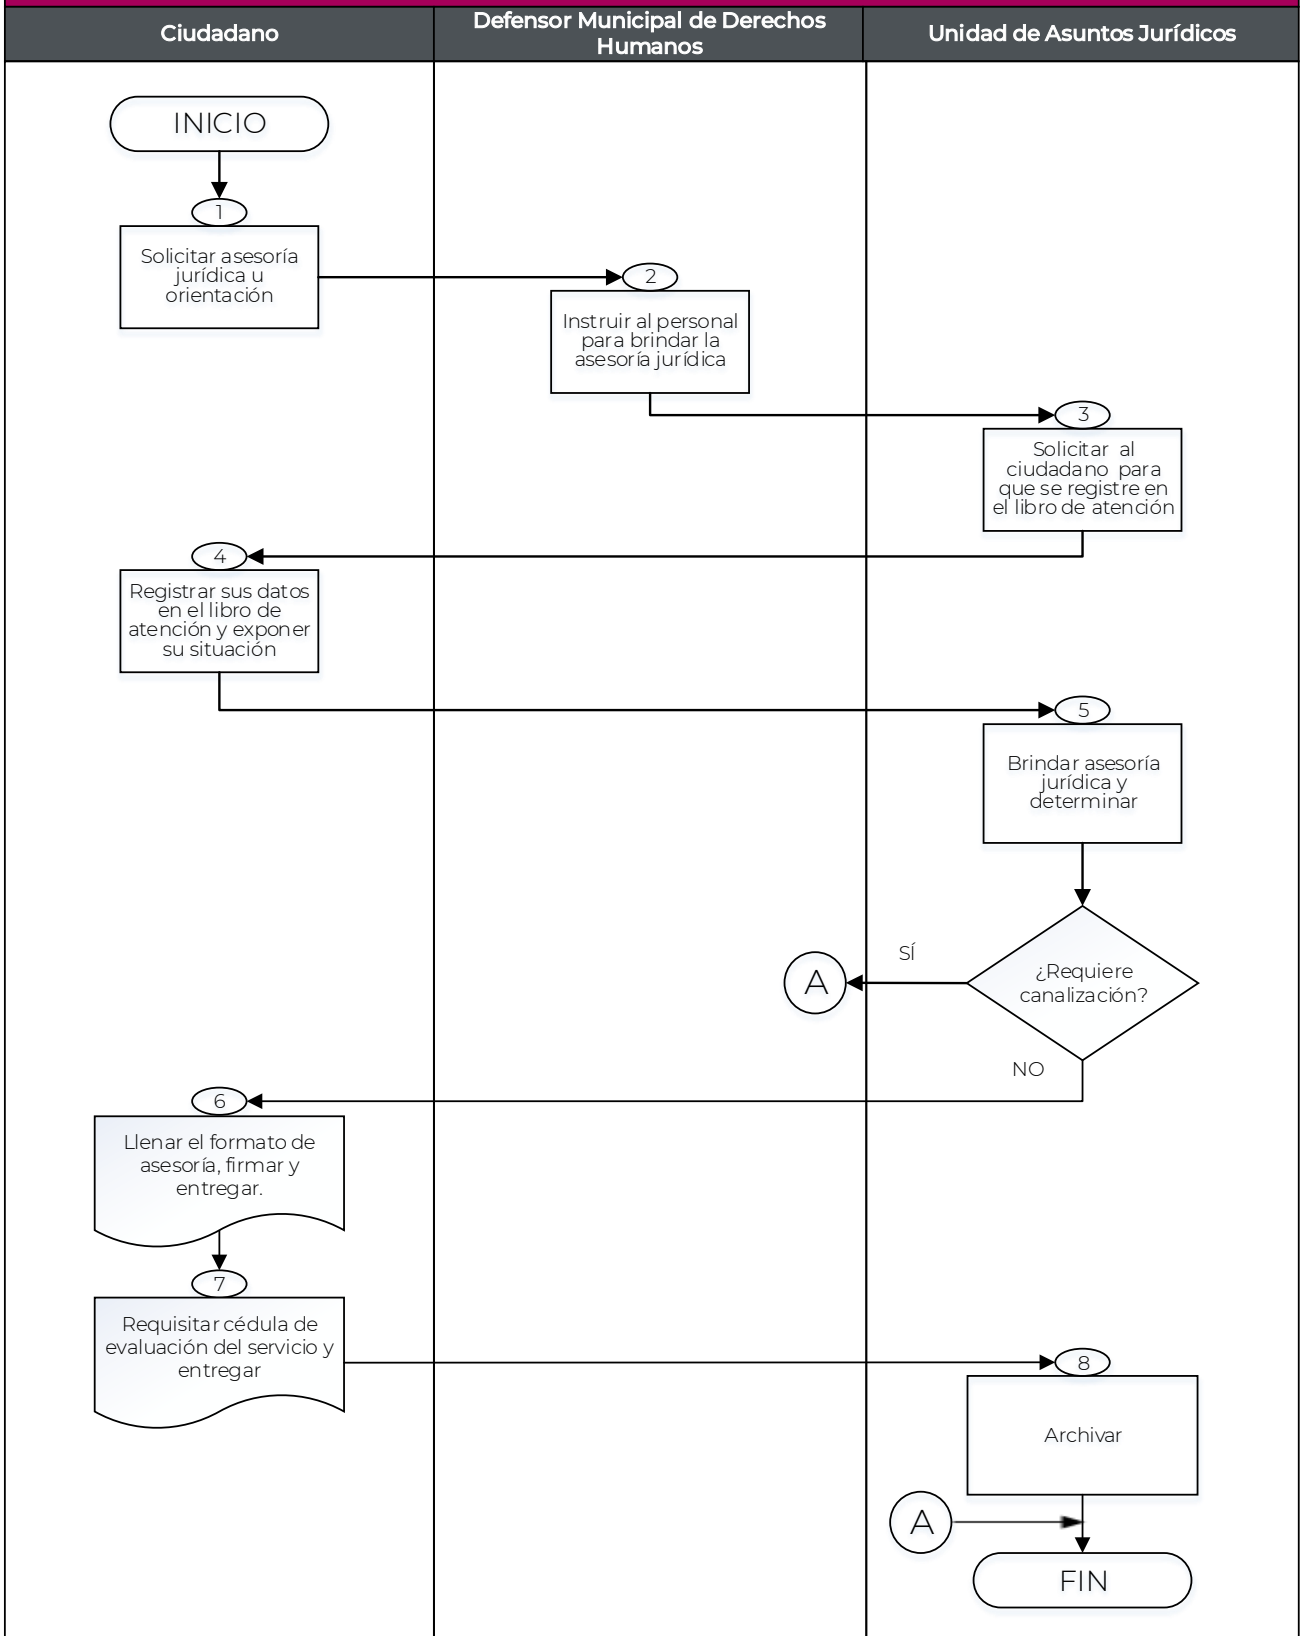 Ciudadano
Defensor Municipal de Derechos
Humanos
Unidad de Asuntos Jurídicos
INICIO
1
Solicitar asesoría
jurídica u
orientación
2
Instruir al personal
para brindar la
asesoría jurídica
3
Solicitar al
ciudadano para
que se registre en
el libro de atención
4
Registrar sus datos
en el libro de
atención y exponer
su situación
5
Brindar asesoría
jurídica y
determinar
¿Requiere
canalización?
SÍ
A
NO
6
Llenar el formato de
asesoría, firmar y
entregar.
7
Requisitar cédula de
evaluación del servicio y
entregar
8
Archivar
A
FIN